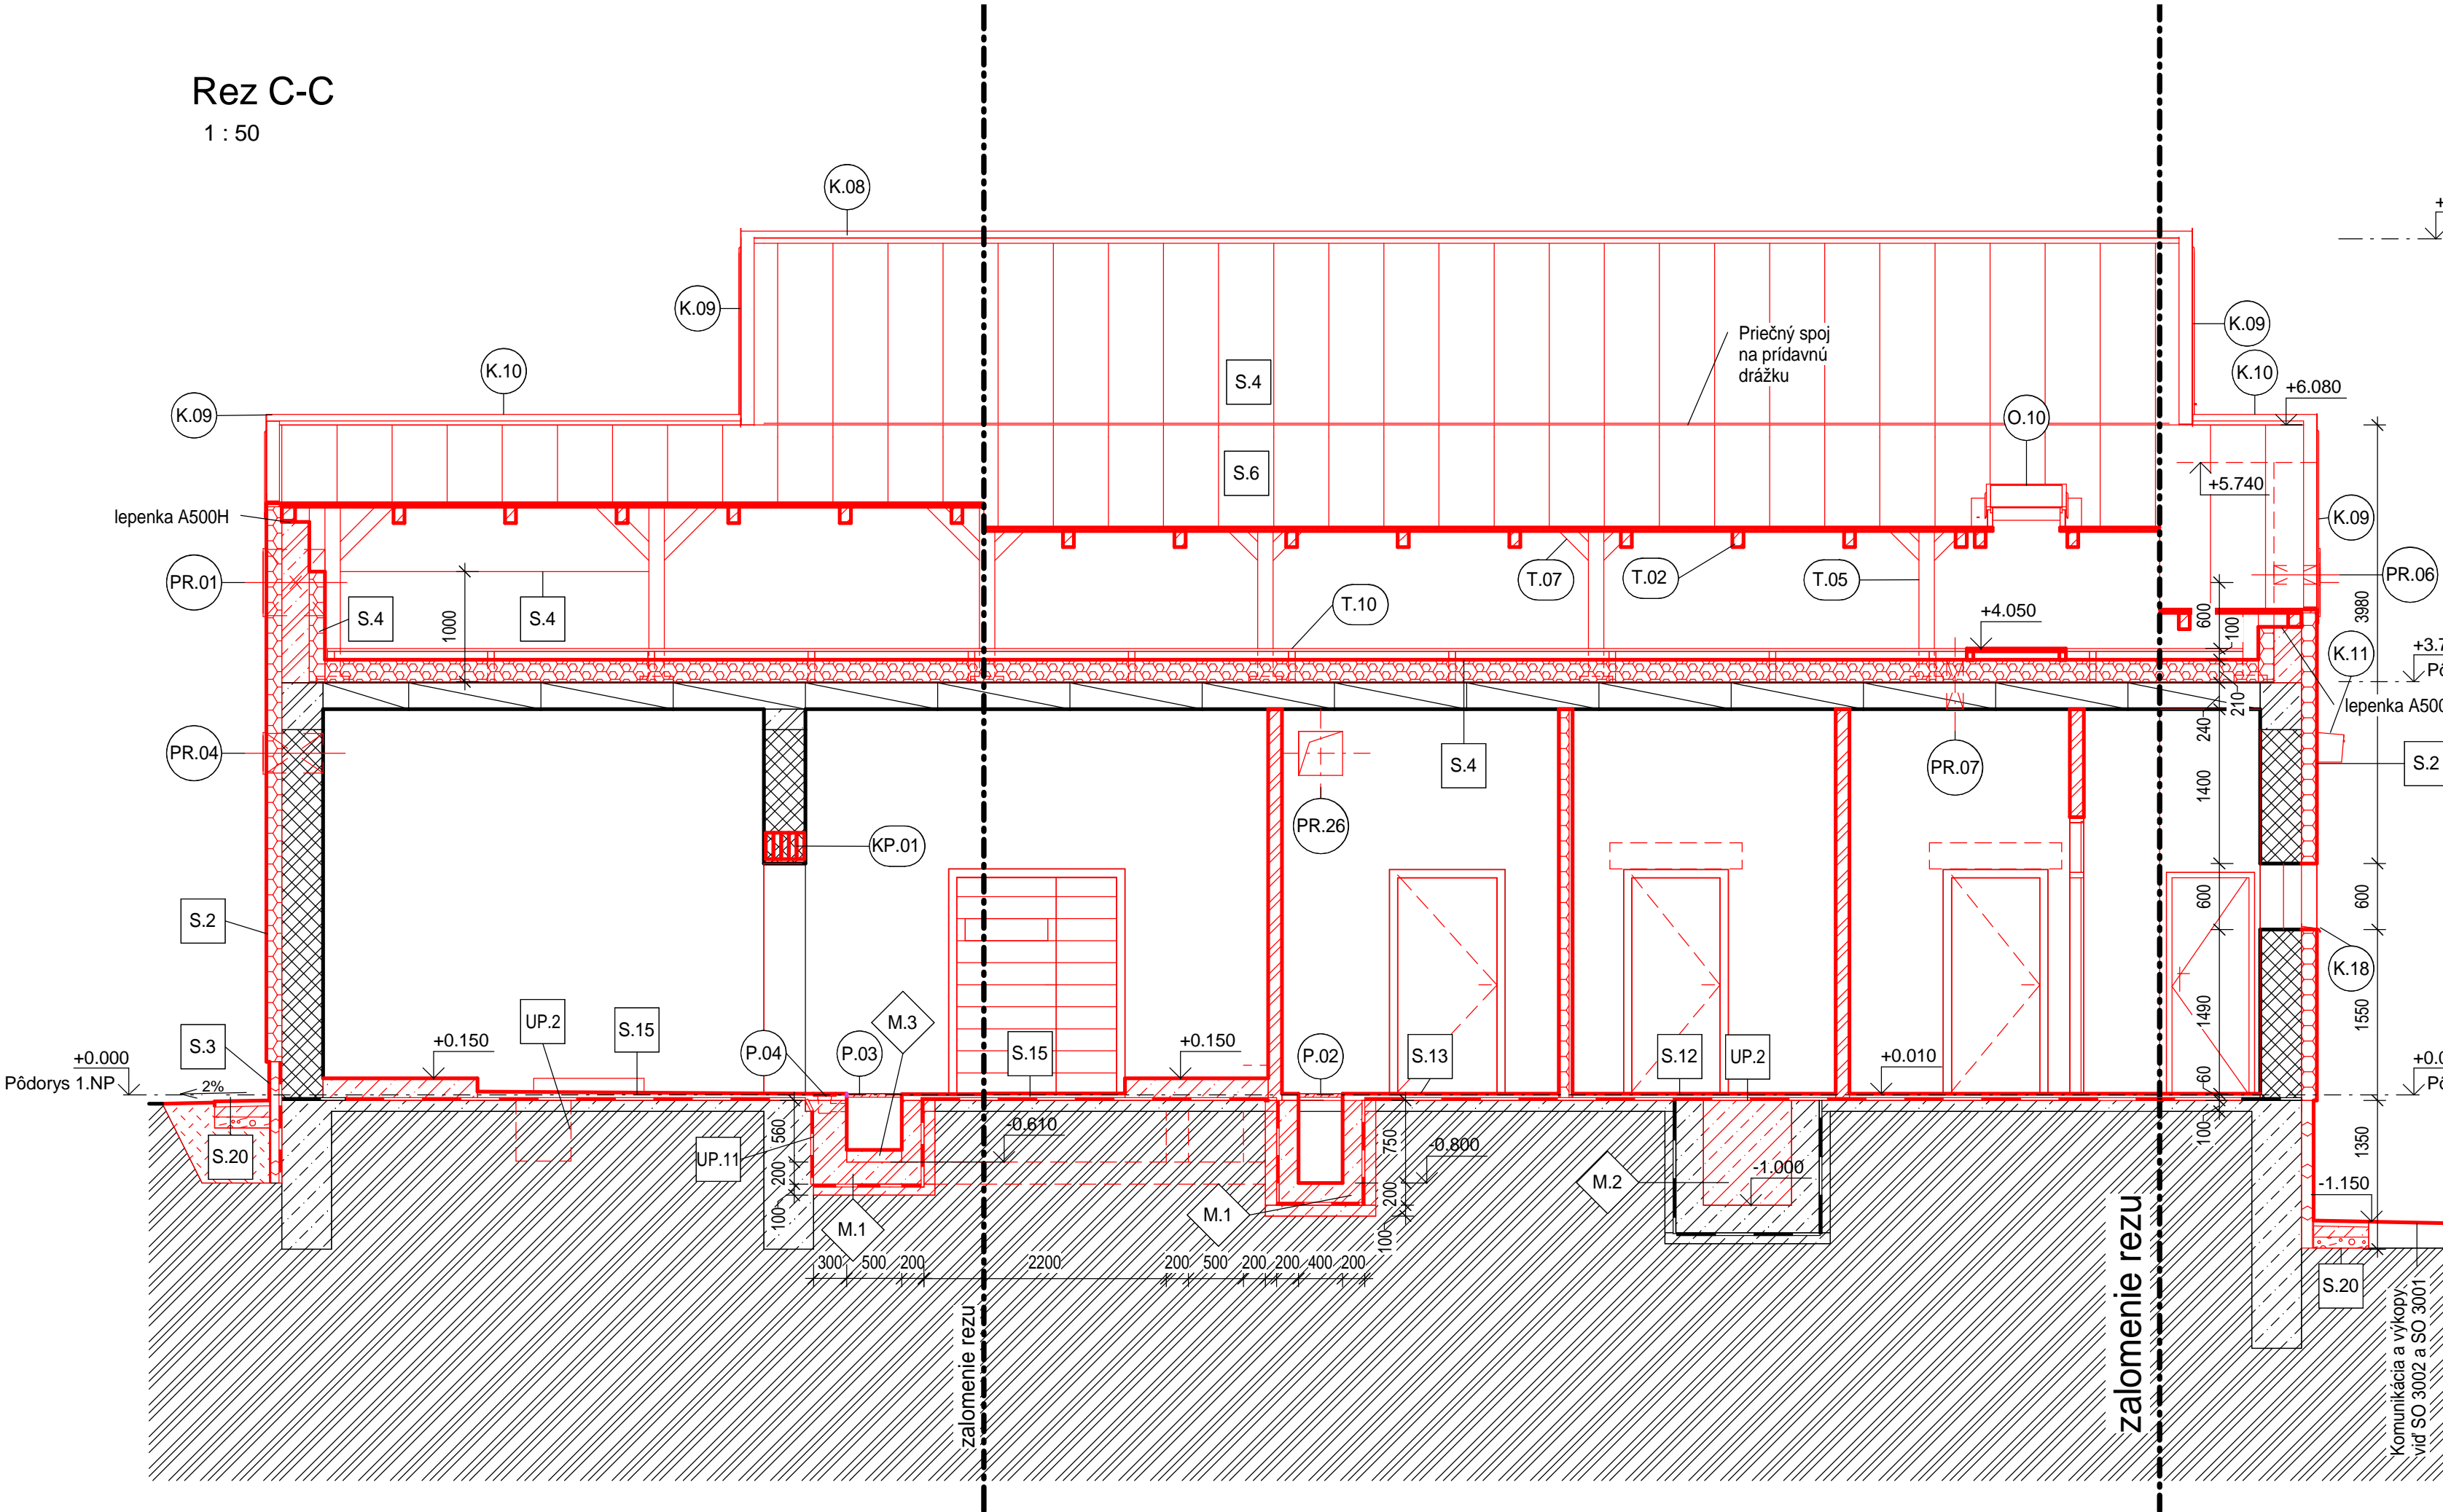 Rez C-C
1 : 50
K.08
K.09
K.09
K.10
K.10
K.09
Priečný spoj
na prídavnú
drážku
S.4
+6.080
O.10
S.6
+5.740
lepenka A500H
K.09
PR.01
T.07
T.02
T.05
PR.06
S.4
1000
S.4
T.10
+4.050
600
100
3980
K.11
210
PR.04
S.4
PR.07
240
S.2
1400
PR.26
KP.01
S.2
600
600
K.18
UP.2
S.15
M.3
1490
1550
S.3
+0.150
P.04
P.03
S.15
+0.150
P.02
S.13
S.12
UP.2
+0.010
+0.000
Pôdorys 1.NP
2%
60
S.20
UP.11
560
200
100
-0.610
750
200
100
-0.800
M.2
-1.000
100
1350
-1.150
M.1
M.1
300
500
200
2200
200
500
200
200
400
200
S.20
zalomenie rezu
zalomenie rezu
Komunikácia a výkopy
viď SO 3002 a SO 3001